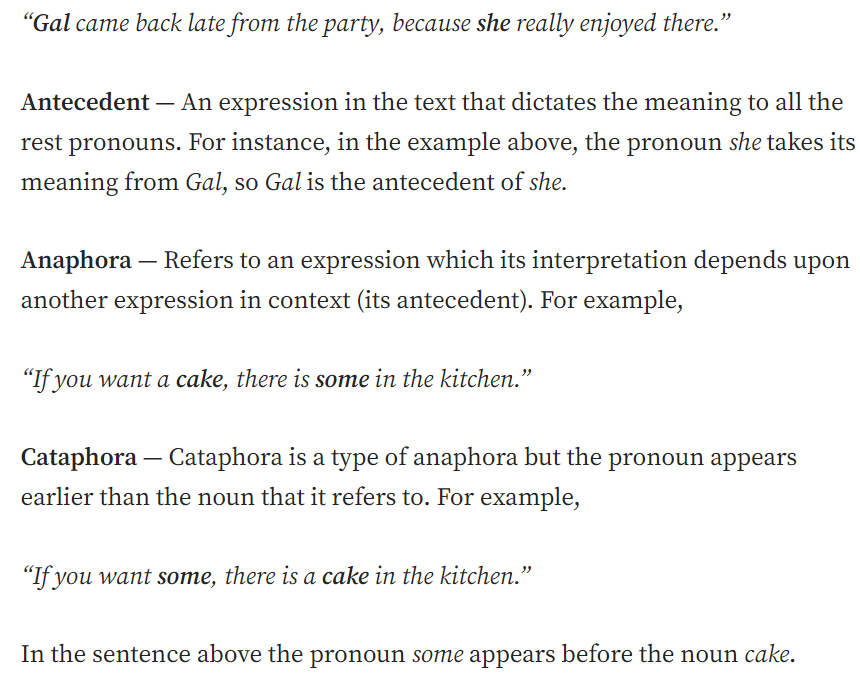 “Gal came back late from the party, because she really enjoyed there.”
Antecedent — An expression in the text that dictates the meaning to all the
rest pronouns. For instance, in the example above, the pronoun she takes its
meaning from Gal, so Gal is the antecedent of she.
Anaphora — Refers to an expression which its interpretation depends upon
another expression in context (its antecedent). For example,
“If you want a cake, there is some in the kitchen.”
Cataphora — Cataphora is a type of anaphora but the pronoun appears
earlier than the noun that it refers to. For example,
“If you want some, there is a cake in the kitchen.”
In the sentence above the pronoun some appears before the noun cake.